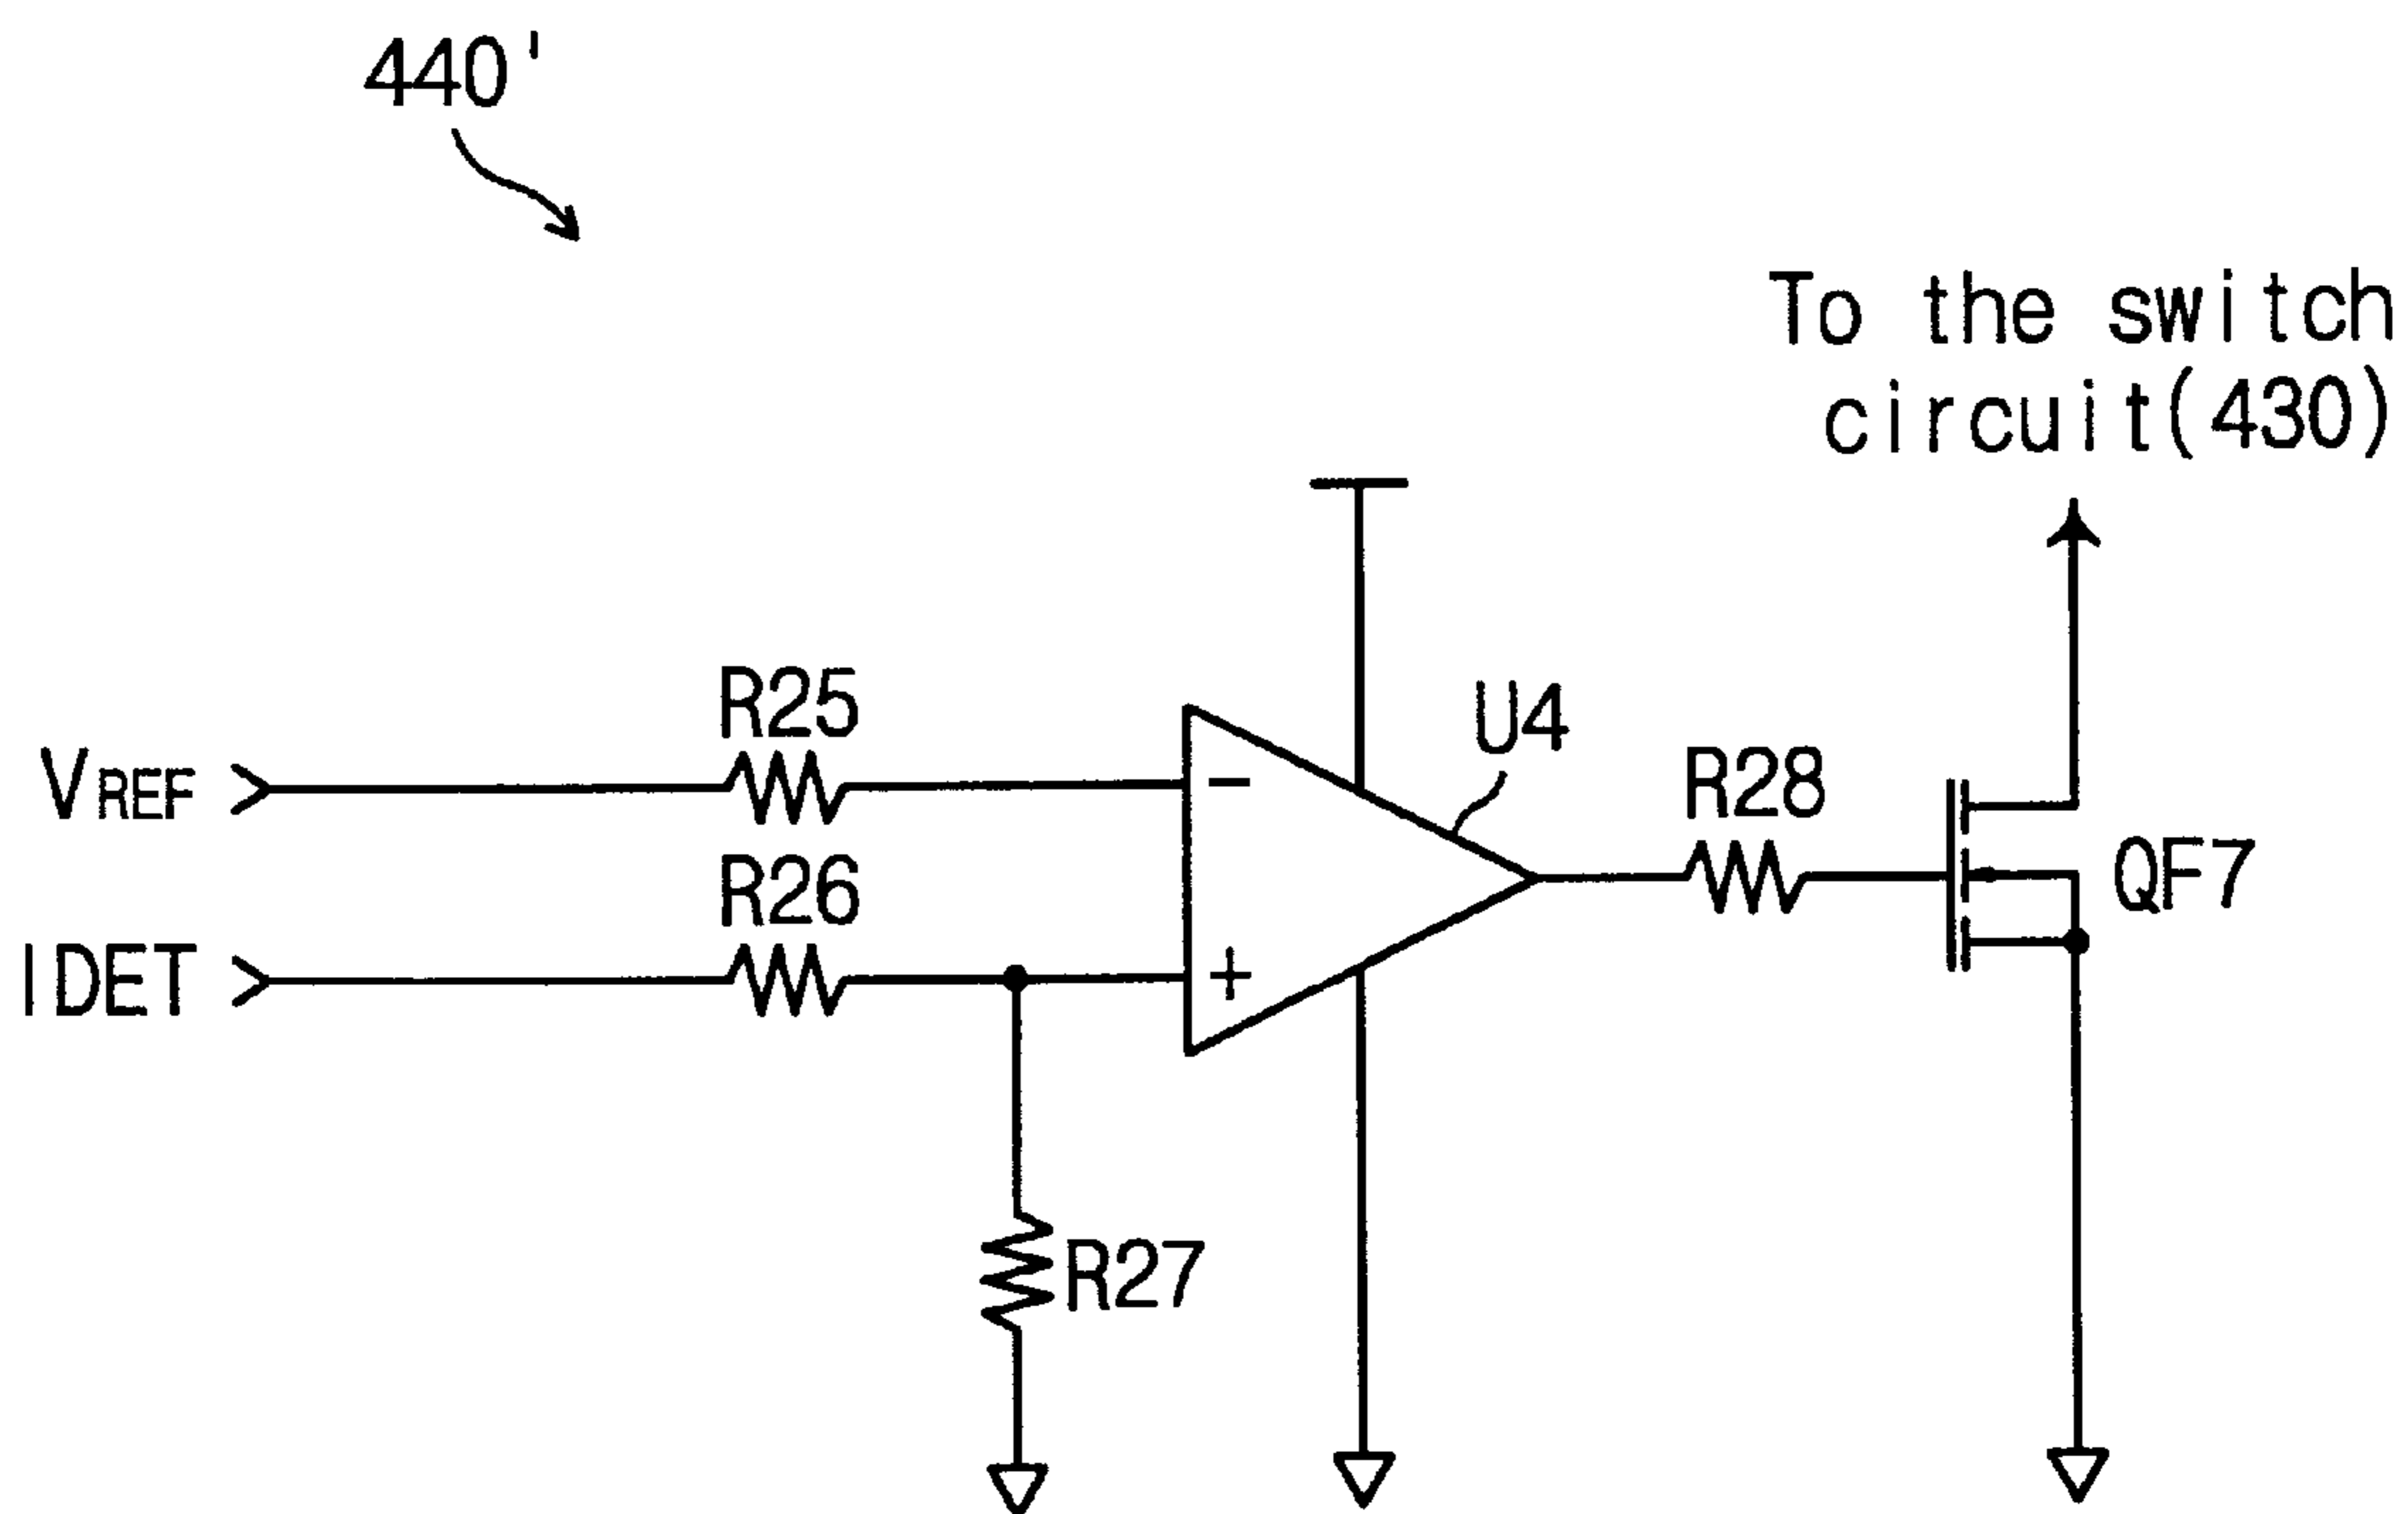 440'
To the switch
circuit(430)
R25
U4
VREF
R28
-
R26
QF7
IDET
+
R27